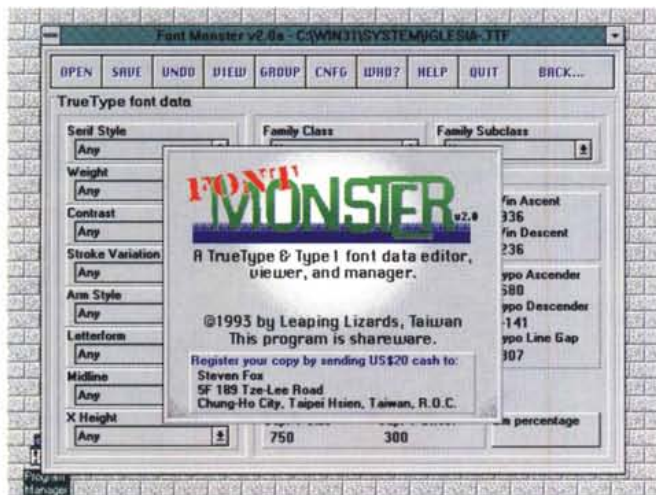 Font Monster v2.0a - C:\WIN31\SYSTEM\IGLESIA.TTF
OPEN SAVE UNDO VIEW GROUP CNFG WHO? HELP QUIT BACK...
TrueType font data
Serif Style
Any
Family Class
Family Subclass
Weight
Any
Contrast
Any
Stroke Variation
Any
Arm Style
Any
Letterform
Any
Midline
Any
X Height
Any
FONT
MONSTER v2.0
A TrueType & Type 1 font data editor,
viewer, and manager.
©1993 by Leaping Lizards, Taiwan
This program is shareware.
Register your copy by sending US$20 cash to:
Steven Fox
5F 189 Tze-Lee Road
Chung-Ho City, Taipei Hsien, Taiwan, R.O.C.
Win Ascent
936
Win Descent
236
Typo Ascender
680
Typo Descender
-141
Typo Line Gap
307
percentage
750
300
Program
Manager